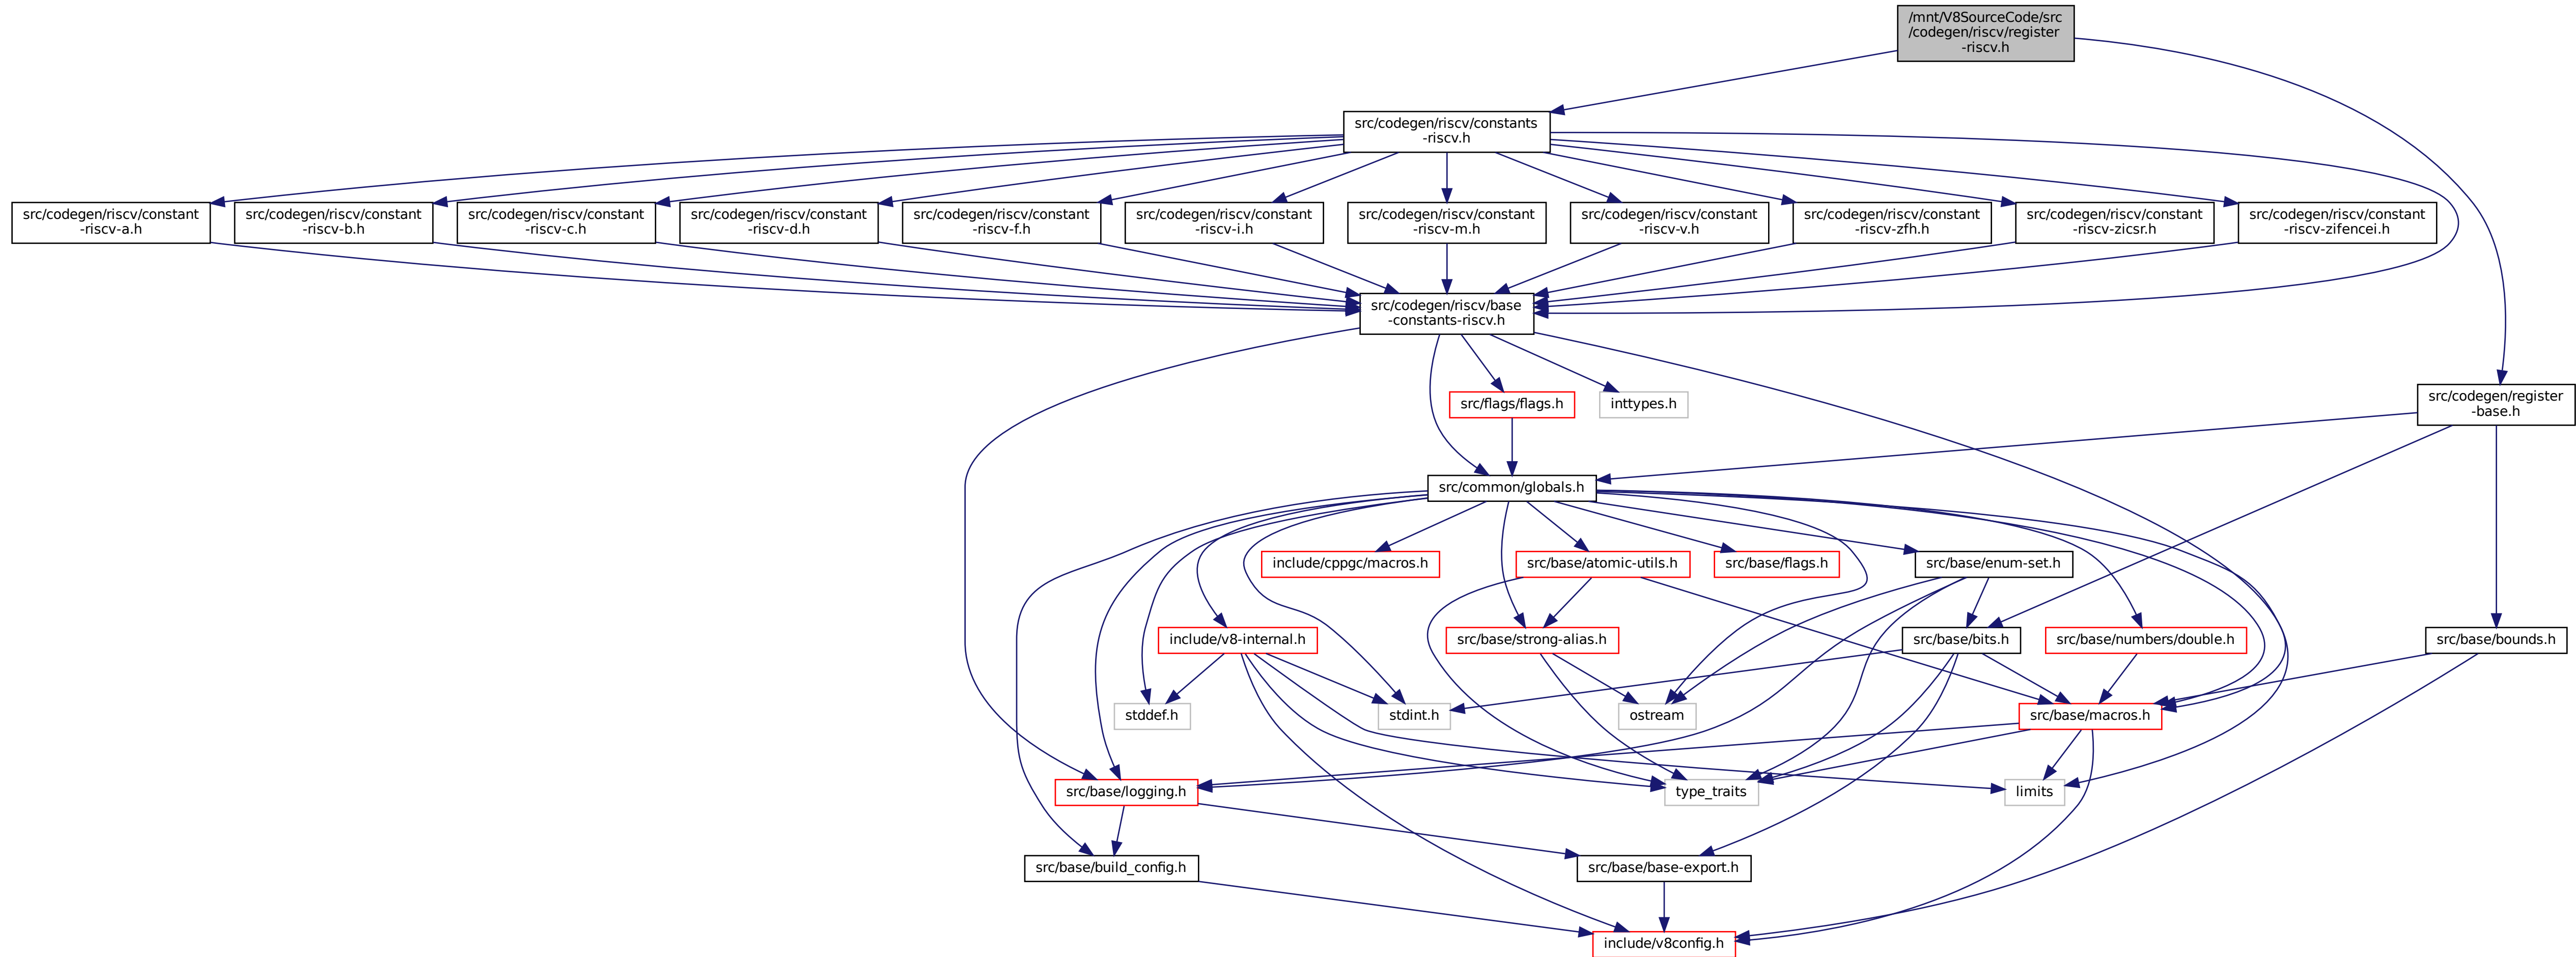 /mnt/V8SourceCode/src
/codegen/riscv/register
-riscv.h
src/codegen/riscv/constants
-riscv.h
src/codegen/riscv/constant
-riscv-a.h
src/codegen/riscv/constant
-riscv-b.h
src/codegen/riscv/constant
-riscv-c.h
src/codegen/riscv/constant
-riscv-d.h
src/codegen/riscv/constant
-riscv-f.h
src/codegen/riscv/constant
-riscv-i.h
src/codegen/riscv/constant
-riscv-m.h
src/codegen/riscv/constant
-riscv-v.h
src/codegen/riscv/constant
-riscv-zfh.h
src/codegen/riscv/constant
-riscv-zicsr.h
src/codegen/riscv/constant
-riscv-zifencei.h
src/codegen/riscv/base
-constants-riscv.h
src/flags/flags.h
inttypes.h
src/codegen/register
-base.h
src/common/globals.h
include/cppgc/macros.h
src/base/atomic-utils.h
src/base/flags.h
src/base/enum-set.h
include/v8-internal.h
src/base/strong-alias.h
src/base/bits.h
src/base/numbers/double.h
src/base/bounds.h
stddef.h
stdint.h
ostream
src/base/macros.h
src/base/logging.h
type_traits
limits
src/base/build_config.h
src/base/base-export.h
include/v8config.h